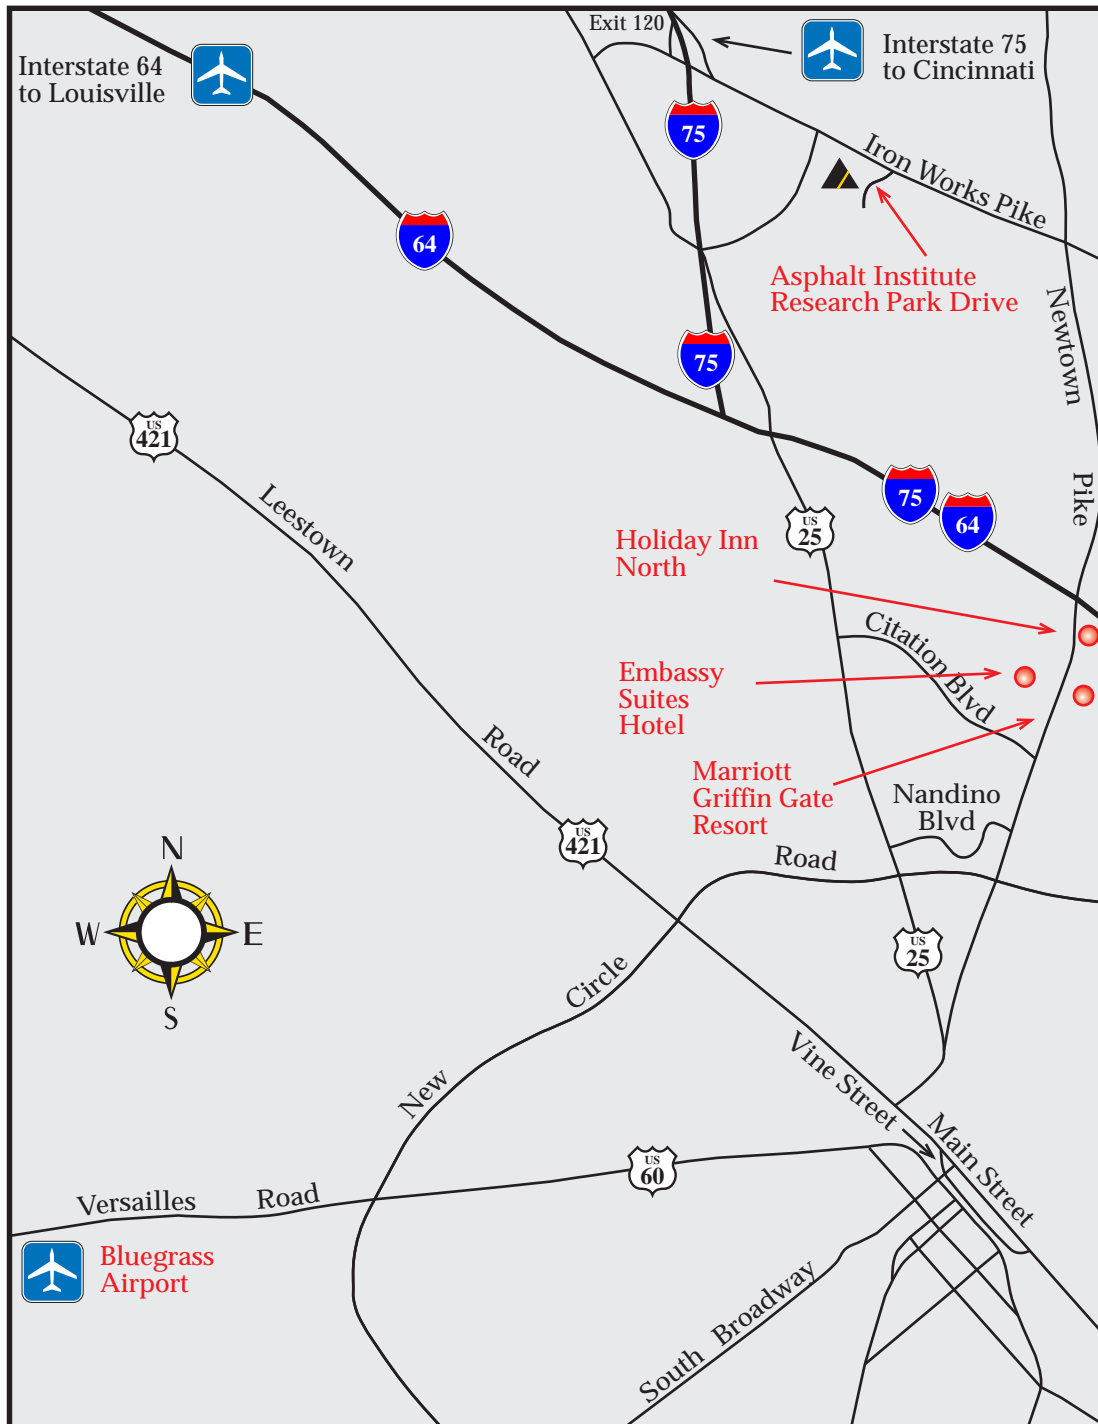 Exit 120
Interstate 64
to Louisville
Interstate 75
to Cincinnati
75
Iron Works Pike
64
Asphalt Institute
Research Park Drive
Newtown
75
US
421
Pike
Leestown
75
64
US
25
Holiday Inn
North
Citation Blvd
Embassy
Suites
Hotel
Road
Marriott
Griffin Gate
Resort
Nandino
Blvd
US
421
Road
N
W
E
S
US
25
Circle
Vine Street
New
Main Street
US
60
Versailles
Road
Bluegrass
Airport
South Broadway